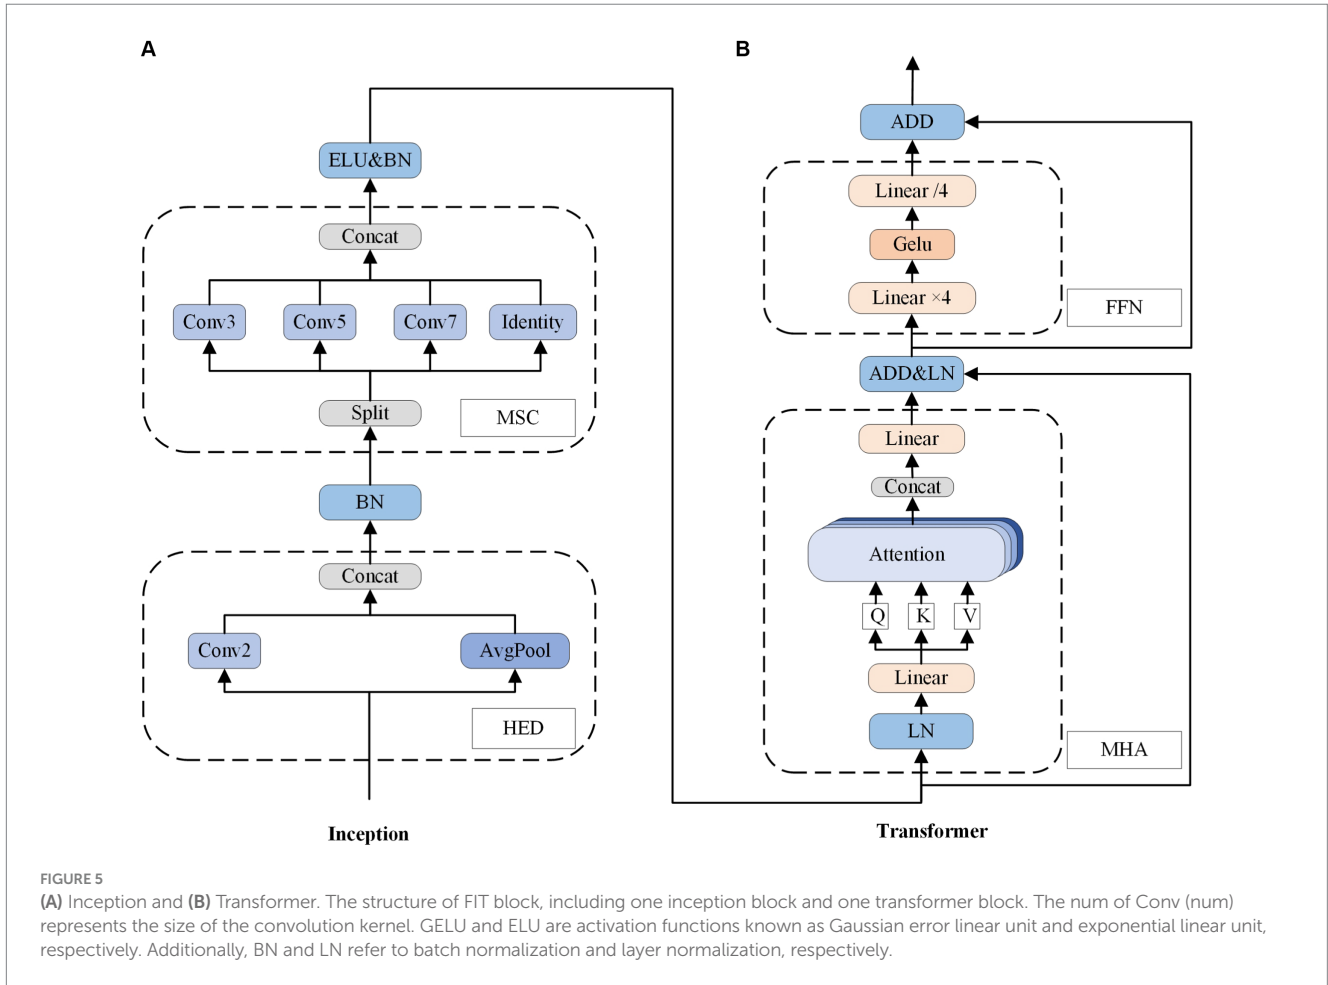 A
ELU&BN
Concat
Conv3
Conv5
Conv7
Identity
Split
MSC
BN
Concat
Conv2
AvgPool
HED
Inception
B
ADD
Linear /4
Gelu
Linear ×4
FFN
ADD&LN
Linear
Concat
Attention
Q
K
V
Linear
LN
MHA
Transformer
FIGURE 5
(A) Inception and (B) Transformer. The structure of FIT block, including one inception block and one transformer block. The num of Conv (num)
represents the size of the convolution kernel. GELU and ELU are activation functions known as Gaussian error linear unit and exponential linear unit,
respectively. Additionally, BN and LN refer to batch normalization and layer normalization, respectively.